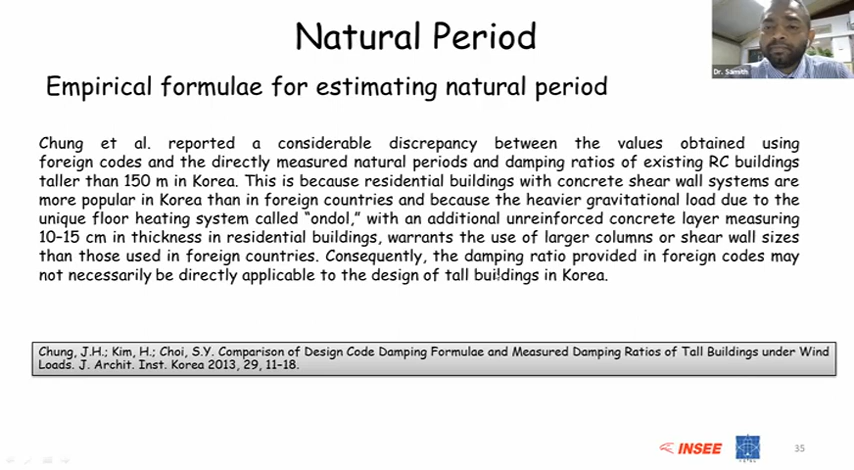 Natural Period
Dr. Samith
Empirical formulae for estimating natural period
Chung et al. reported a considerable discrepancy between the values obtained using
foreign codes and the directly measured natural periods and damping ratios of existing RC buildings
taller than 150 m in Korea. This is because residential buildings with concrete shear wall systems are
more popular in Korea than in foreign countries and because the heavier gravitational load due to the
unique floor heating system called “ondol,” with an additional unreinforced concrete layer measuring
10–15 cm in thickness in residential buildings, warrants the use of larger columns or shear wall sizes
than those used in foreign countries. Consequently, the damping ratio provided in foreign codes may
not necessarily be directly applicable to the design of tall buildings in Korea.
Chung, J.H.; Kim, H.; Choi, S.Y. Comparison of Design Code Damping Formulae and Measured Damping Ratios of Tall Buildings under Wind
Loads. J. Archit. Inst. Korea 2013, 29, 11–18.
INSEE
35